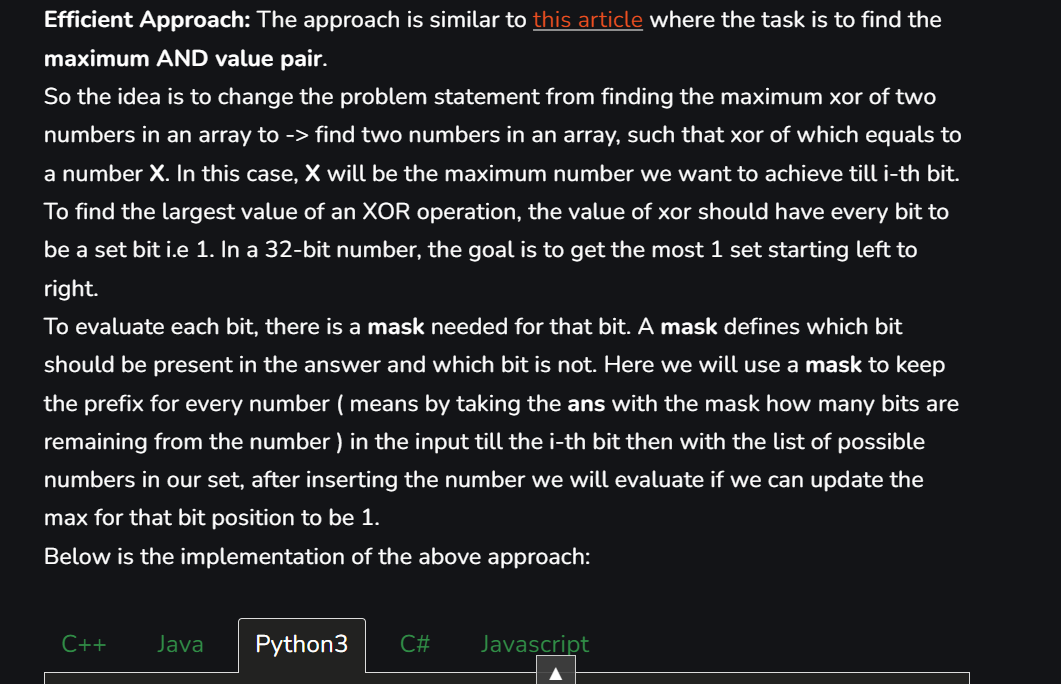 Efficient Approach: The approach is similar to this article where the task is to find the
maximum AND value pair.
So the idea is to change the problem statement from finding the maximum xor of two
numbers in an array to -> find two numbers in an array, such that xor of which equals to
a number X. In this case, X will be the maximum number we want to achieve till i-th bit.
To find the largest value of an XOR operation, the value of xor should have every bit to
be a set bit i.e 1. In a 32-bit number, the goal is to get the most 1 set starting left to
right.
To evaluate each bit, there is a mask needed for that bit. A mask defines which bit
should be present in the answer and which bit is not. Here we will use a mask to keep
the prefix for every number ( means by taking the ans with the mask how many bits are
remaining from the number ) in the input till the i-th bit then with the list of possible
numbers in our set, after inserting the number we will evaluate if we can update the
max for that bit position to be 1.
Below is the implementation of the above approach:
C++ Java Python3 C# Javascript